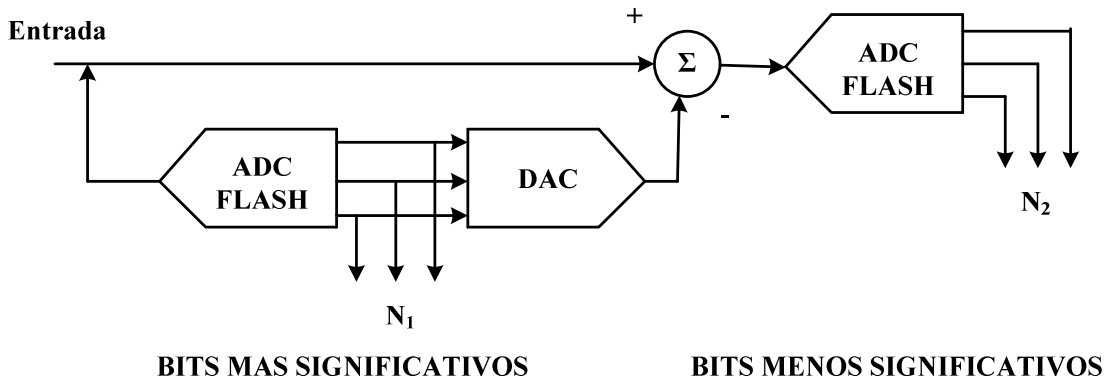 Entrada
+
Σ
-
ADC
FLASH
N₂
ADC
FLASH
DAC
N₁
BITS MAS SIGNIFICATIVOS
BITS MENOS SIGNIFICATIVOS